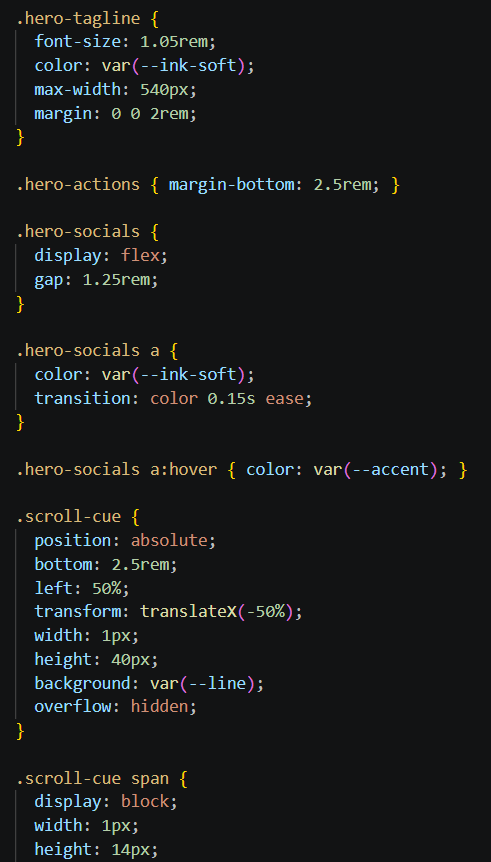 .hero-tagline {
  font-size: 1.05rem;
  color: var(--ink-soft);
  max-width: 540px;
  margin: 0 0 2rem;
}

.hero-actions { margin-bottom: 2.5rem; }

.hero-socials {
  display: flex;
  gap: 1.25rem;
}

.hero-socials a {
  color: var(--ink-soft);
  transition: color 0.15s ease;
}

.hero-socials a:hover { color: var(--accent); }

.scroll-cue {
  position: absolute;
  bottom: 2.5rem;
  left: 50%;
  transform: translateX(-50%);
  width: 1px;
  height: 40px;
  background: var(--line);
  overflow: hidden;
}

.scroll-cue span {
  display: block;
  width: 1px;
  height: 14px;